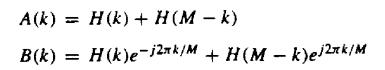 A(k) = H(k) + H(M − k)
B(k) = H(k)e^{−j2πk/M} + H(M − k)e^{j2πk/M}